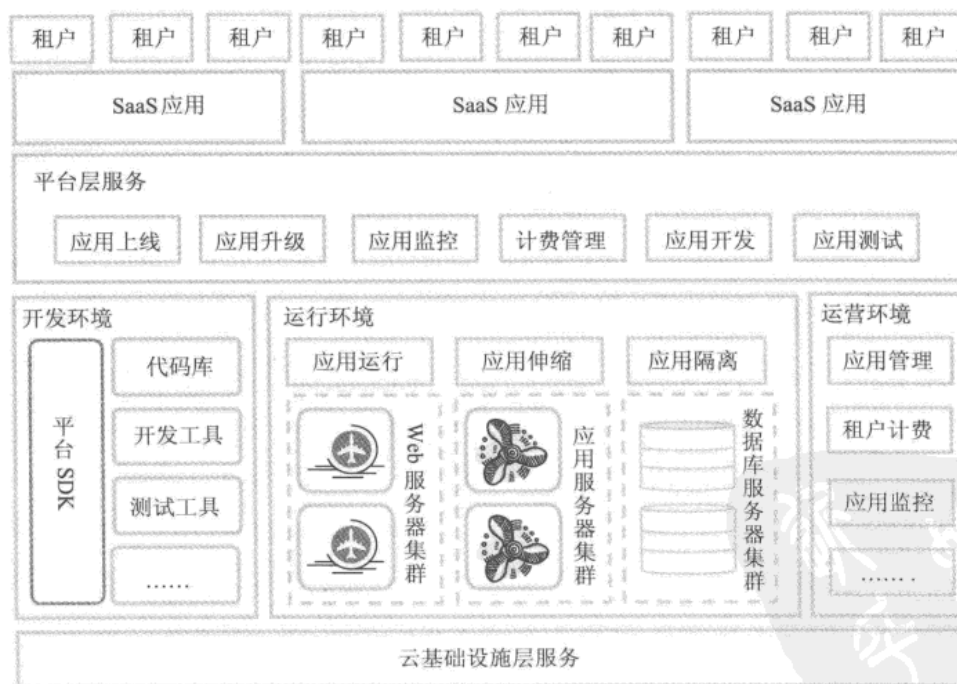 租户 租户 租户 租户 租户 租户 租户 租户 租户 租户
SaaS应用 SaaS 应用 SaaS 应用
平台层服务
应用上线 应用升级 应用监控 计费管理 应用开发 应用测试
开发环境
平台 SDK
代码库
开发工具
测试工具
……
运行环境
应用运行 应用伸缩 应用隔离
Web 服务器集群
应用服务器集群
数据库服务器集群
运营环境
应用管理
租户计费
应用监控
…….
云基础设施层服务